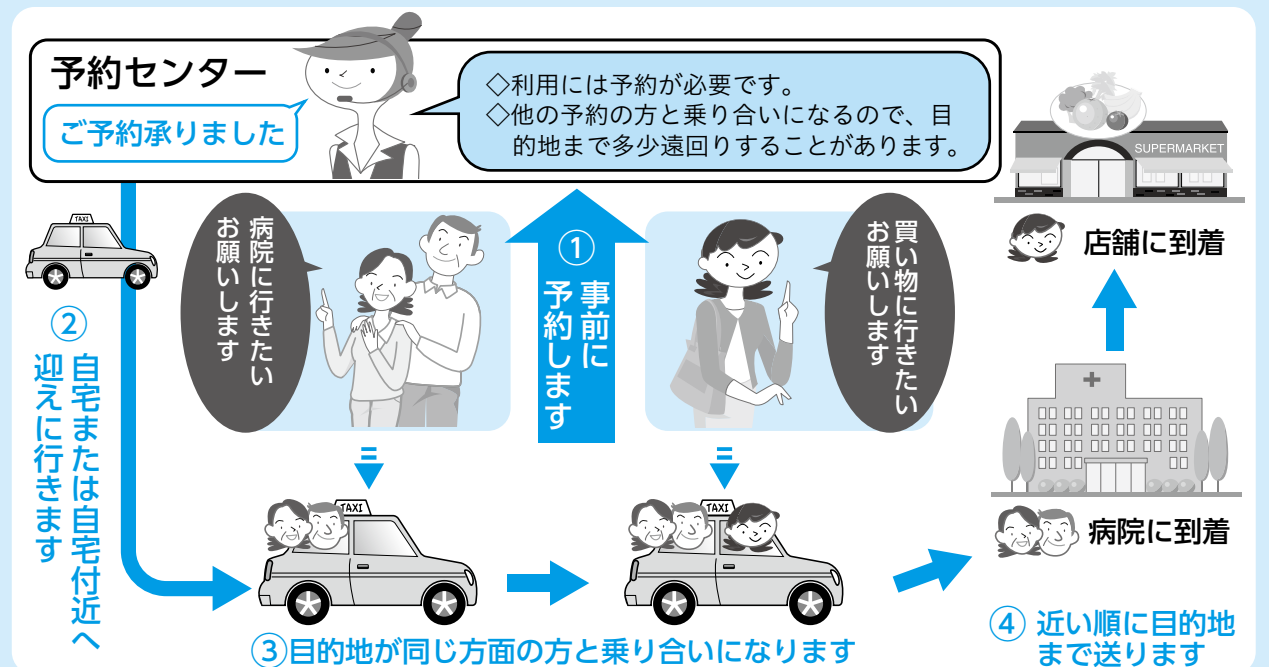 予約センター
ご予約承りました
◇利用には予約が必要です。
◇他の予約の方と乗り合いになるので、目
的地まで多少遠回りすることがあります。
①
事前に
予約します
病院に行きたい
お願いします
買い物に行きたい
お願いします
TAXI
②
自宅または自宅付近へ
迎えに行きます
TAXI
TAXI
③目的地が同じ方面の方と乗り合いになります
④ 近い順に目的地
まで送ります
病院に到着
SUPERMARKET
店舗に到着